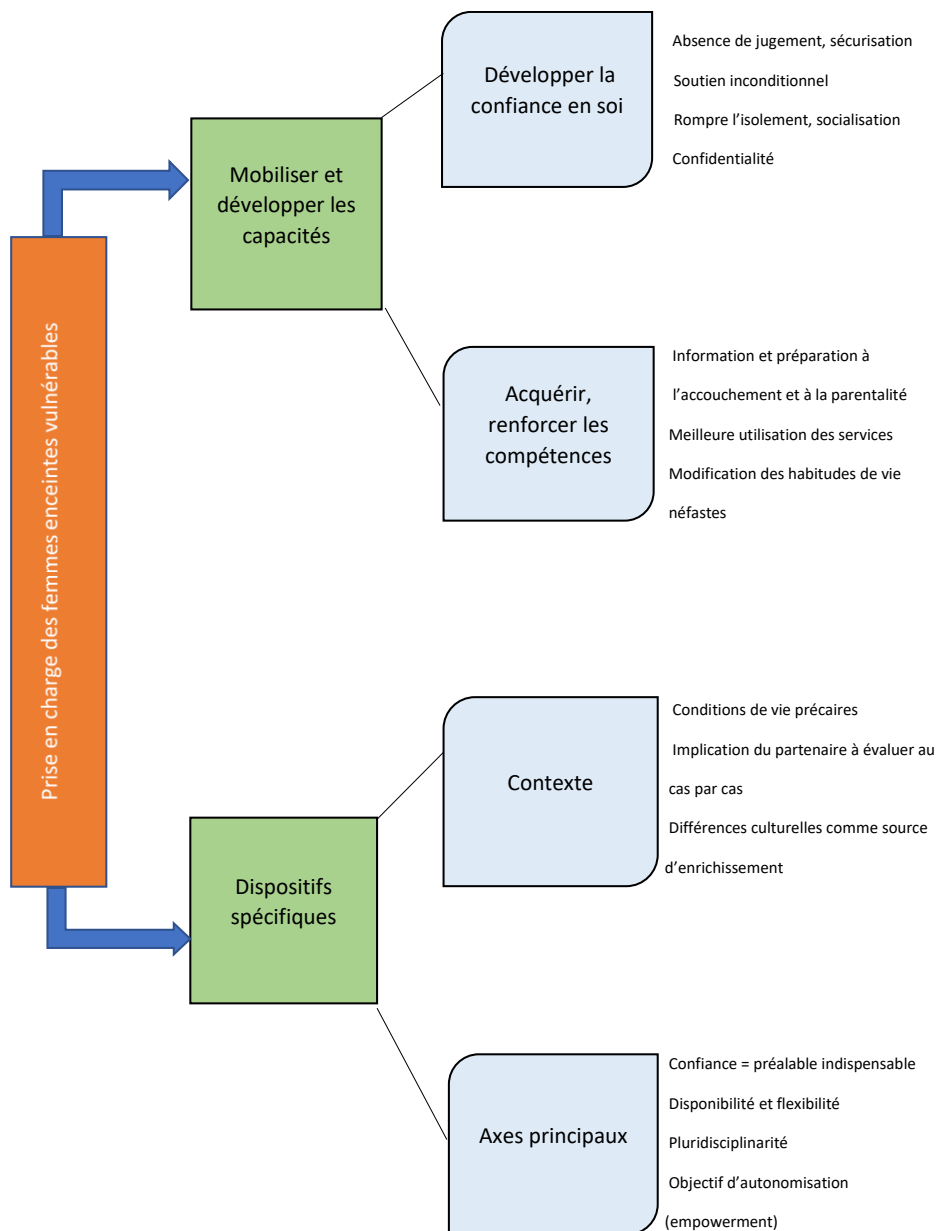 Prise en charge des femmes enceintes vulnérables
Mobiliser et
développer les
capacités
Développer la
confiance en soi
Absence de jugement, sécurisation
Soutien inconditionnel
Rompre l’isolement, socialisation
Confidentialité
Acquérir,
renforcer les
compétences
Information et préparation à
l’accouchement et à la parentalité
Meilleure utilisation des services
Modification des habitudes de vie
néfastes
Dispositifs
spécifiques
Contexte
Conditions de vie précaires
Implication du partenaire à évaluer au
cas par cas
Différences culturelles comme source
d’enrichissement
Axes principaux
Confiance = préalable indispensable
Disponibilité et flexibilité
Pluridisciplinarité
Objectif d’autonomisation
(empowerment)